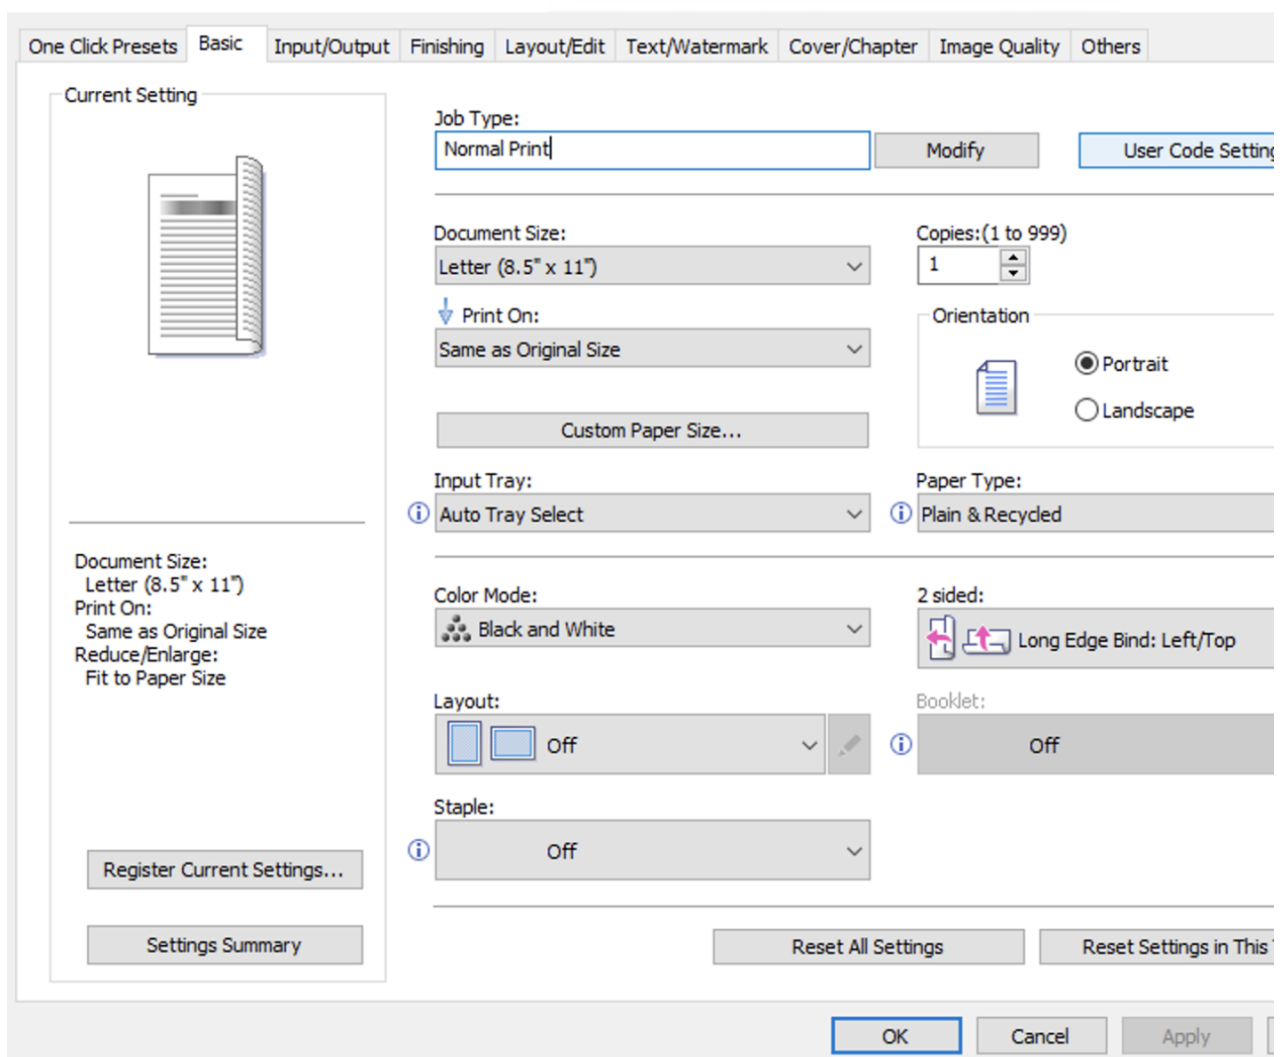 One Click Presets Basic Input/Output Finishing Layout/Edit Text/Watermark Cover/Chapter Image Quality Others
Current Setting
Job Type:
Normal Print Modify User Code Setting
Document Size: Copies:(1 to 999)
Letter (8.5" x 11") 1
Print On: Orientation
Same as Original Size
Portrait
Landscape
Custom Paper Size...
Input Tray: Paper Type:
Auto Tray Select Plain & Recycled
Document Size:
Letter (8.5" x 11")
Print On:
Same as Original Size
Reduce/Enlarge:
Fit to Paper Size
Color Mode: 2 sided:
Black and White Long Edge Bind: Left/Top
Layout: Booklet:
Off Off
Staple:
Off
Register Current Settings...
Settings Summary
Reset All Settings Reset Settings in This
OK Cancel Apply